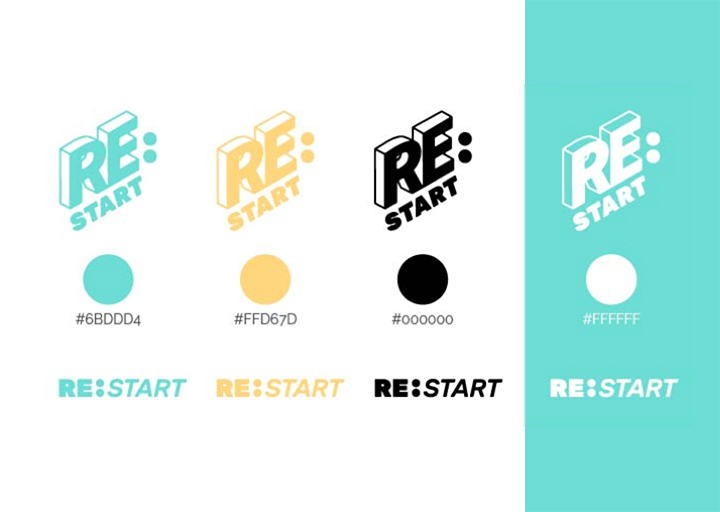 RE:
START
RE:
START
RE:
START
RE:
START
#6BDDD4
#FFD67D
#000000
#FFFFFF
RE:START
RE:START
RE:START
RE:START